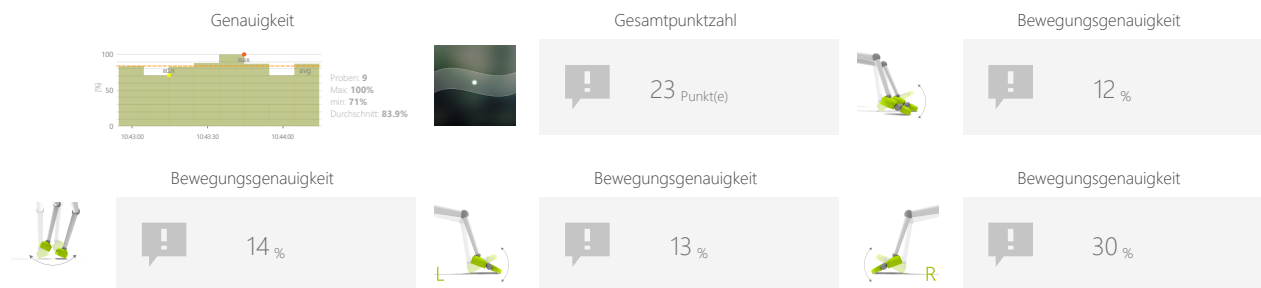 Genauigkeit
100
50
0
[%]
min
max
avg
10:43:00
10:43:30
10:44:00
Proben: 9
Max: 100%
min: 71%
Durchschnitt: 83.9%
Gesamtpunktzahl
23 Punkt(e)
Bewegungsgenauigkeit
12 %
Bewegungsgenauigkeit
14 %
Bewegungsgenauigkeit
L
13 %
Bewegungsgenauigkeit
R
30 %